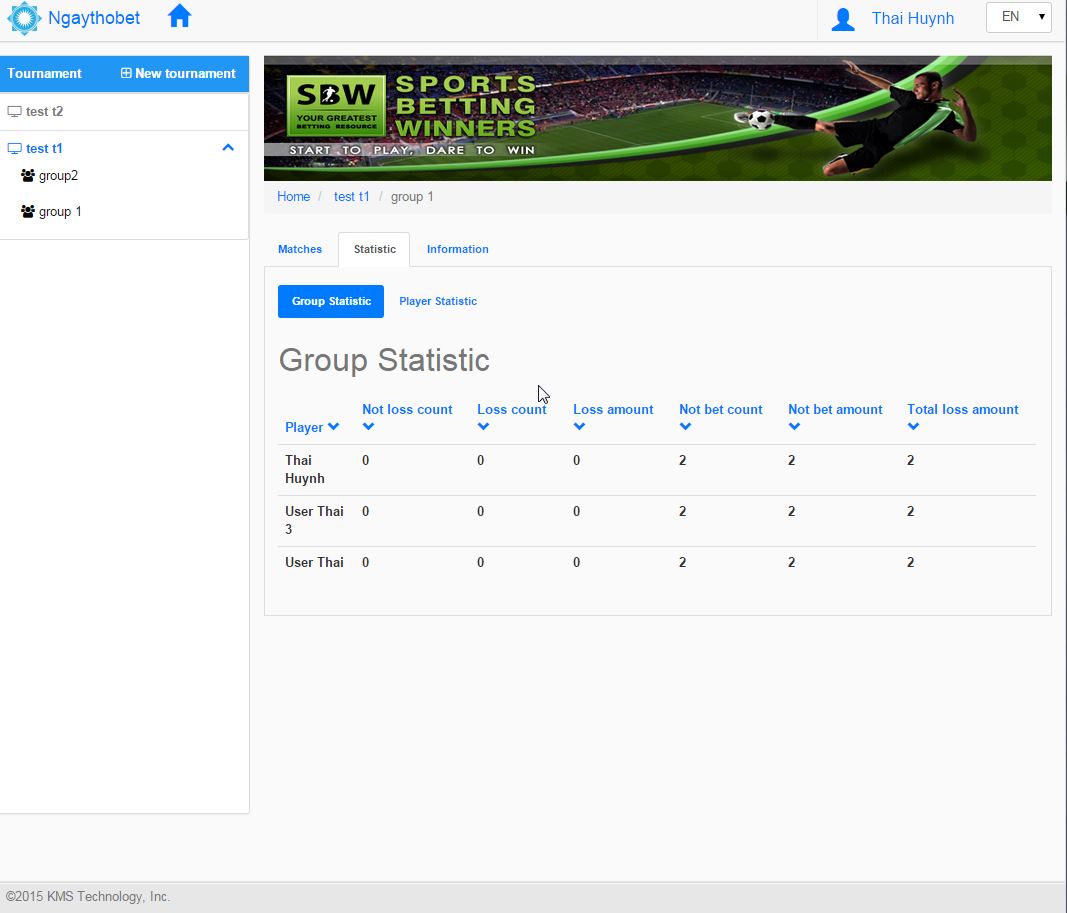 Ngaythobet
Thai Huynh
EN
Tournament
New tournament
test t2
test t1
group2
group 1
SBW
YOUR GREATEST
BETTING RESOURCE
SPORTS
BETTING
WINNERS
START TO PLAY, DARE TO WIN
Home / test t1 / group 1
Matches
Statistic
Information
Group Statistic
Player Statistic
Group Statistic
Player Not loss count Loss count Loss amount Not bet count Not bet amount Total loss amount
Thai
Huynh 0 0 0 2 2 2
User Thai
3 0 0 0 2 2 2
User Thai 0 0 0 2 2 2
©2015 KMS Technology, Inc.